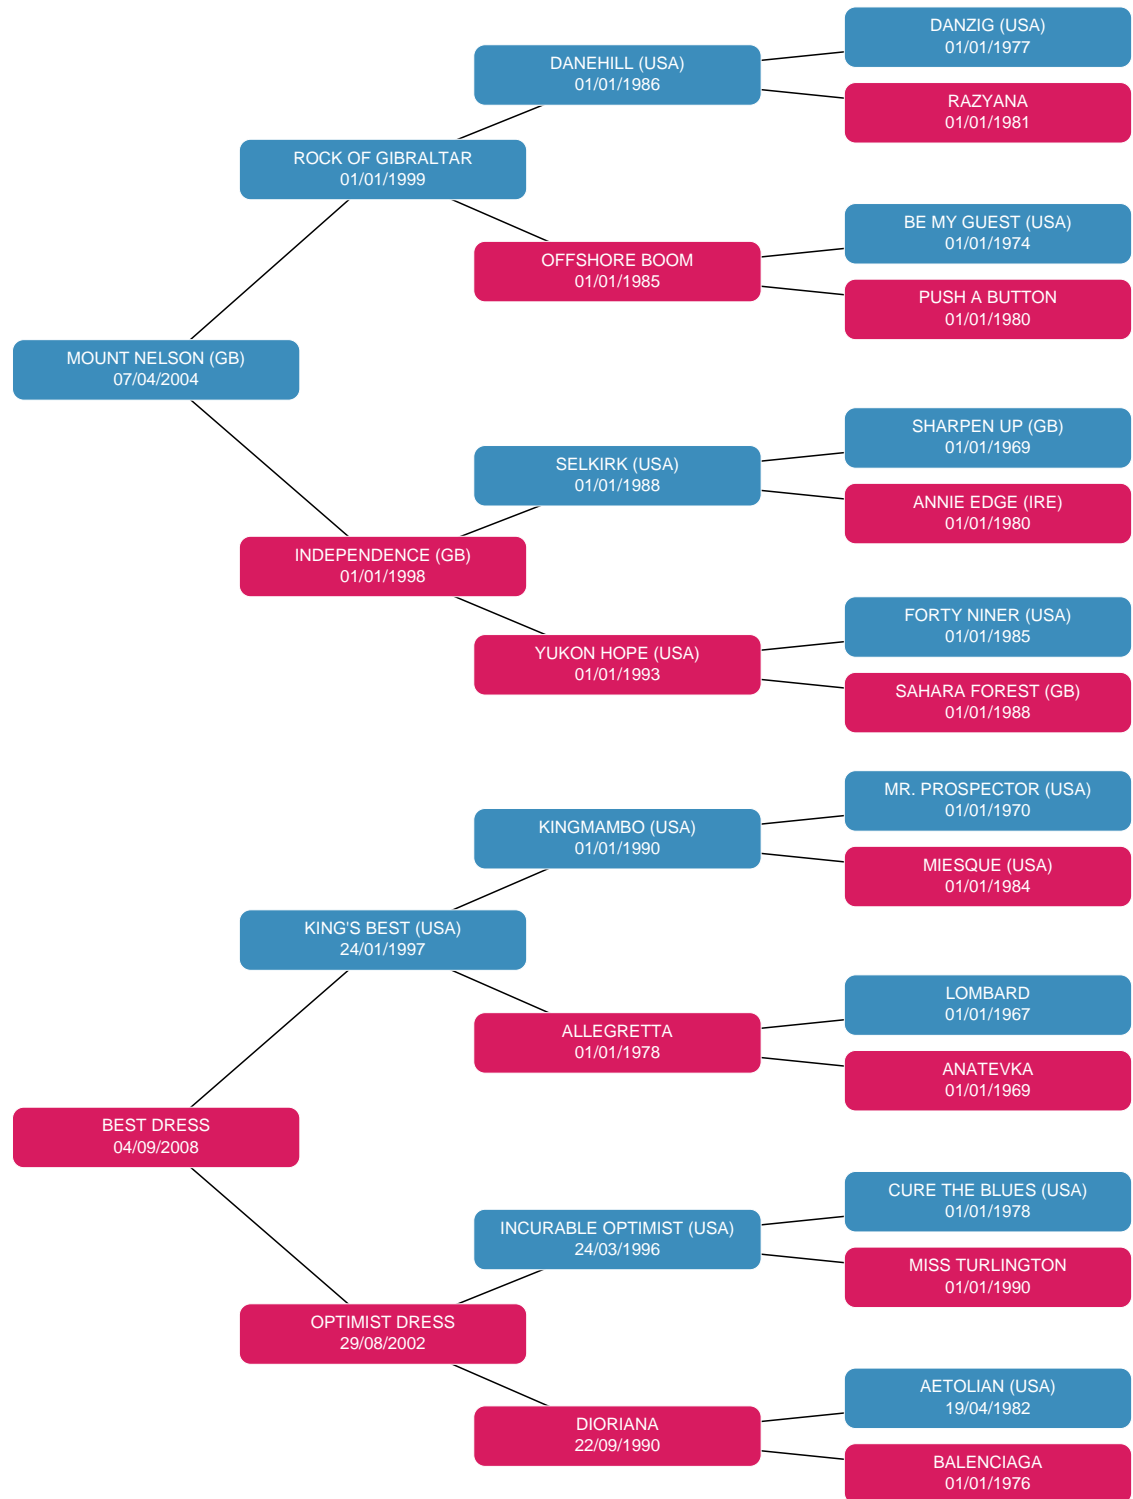 DANZIG (USA)
01/01/1977
DANEHILL (USA)
01/01/1986
RAZYANA
01/01/1981
ROCK OF GIBRALTAR
01/01/1999
BE MY GUEST (USA)
01/01/1974
OFFSHORE BOOM
01/01/1985
PUSH A BUTTON
01/01/1980
MOUNT NELSON (GB)
07/04/2004
SHARPEN UP (GB)
01/01/1969
SELKIRK (USA)
01/01/1988
ANNIE EDGE (IRE)
01/01/1980
INDEPENDENCE (GB)
01/01/1998
FORTY NINER (USA)
01/01/1985
YUKON HOPE (USA)
01/01/1993
SAHARA FOREST (GB)
01/01/1988
MR. PROSPECTOR (USA)
01/01/1970
KINGMAMBO (USA)
01/01/1990
MIESQUE (USA)
01/01/1984
KING'S BEST (USA)
24/01/1997
LOMBARD
01/01/1967
ALLEGRETTA
01/01/1978
ANATEVKA
01/01/1969
BEST DRESS
04/09/2008
CURE THE BLUES (USA)
01/01/1978
INCURABLE OPTIMIST (USA)
24/03/1996
MISS TURLINGTON
01/01/1990
OPTIMIST DRESS
29/08/2002
AETOLIAN (USA)
19/04/1982
DIORIANA
22/09/1990
BALENCIAGA
01/01/1976